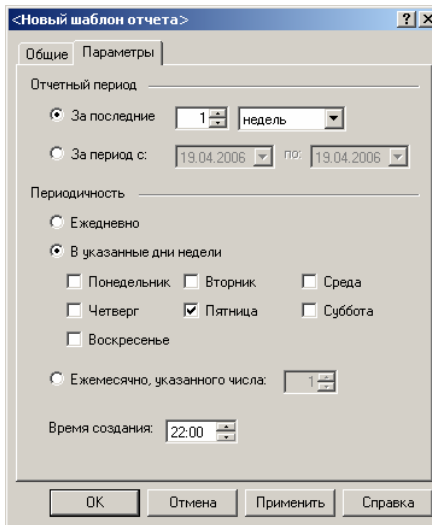 <Новый шаблон отчета>
Общие Параметры
Отчетный период
За последние 1 недель
За период с: 19.04.2006 по: 19.04.2006
Периодичность
Ежедневно
В указанные дни недели
Понедельник Вторник Среда
Четверг Пятница Суббота
Воскресенье
Ежемесячно, указанного числа: 1
Время создания: 22:00
ОК Отмена Применить Справка